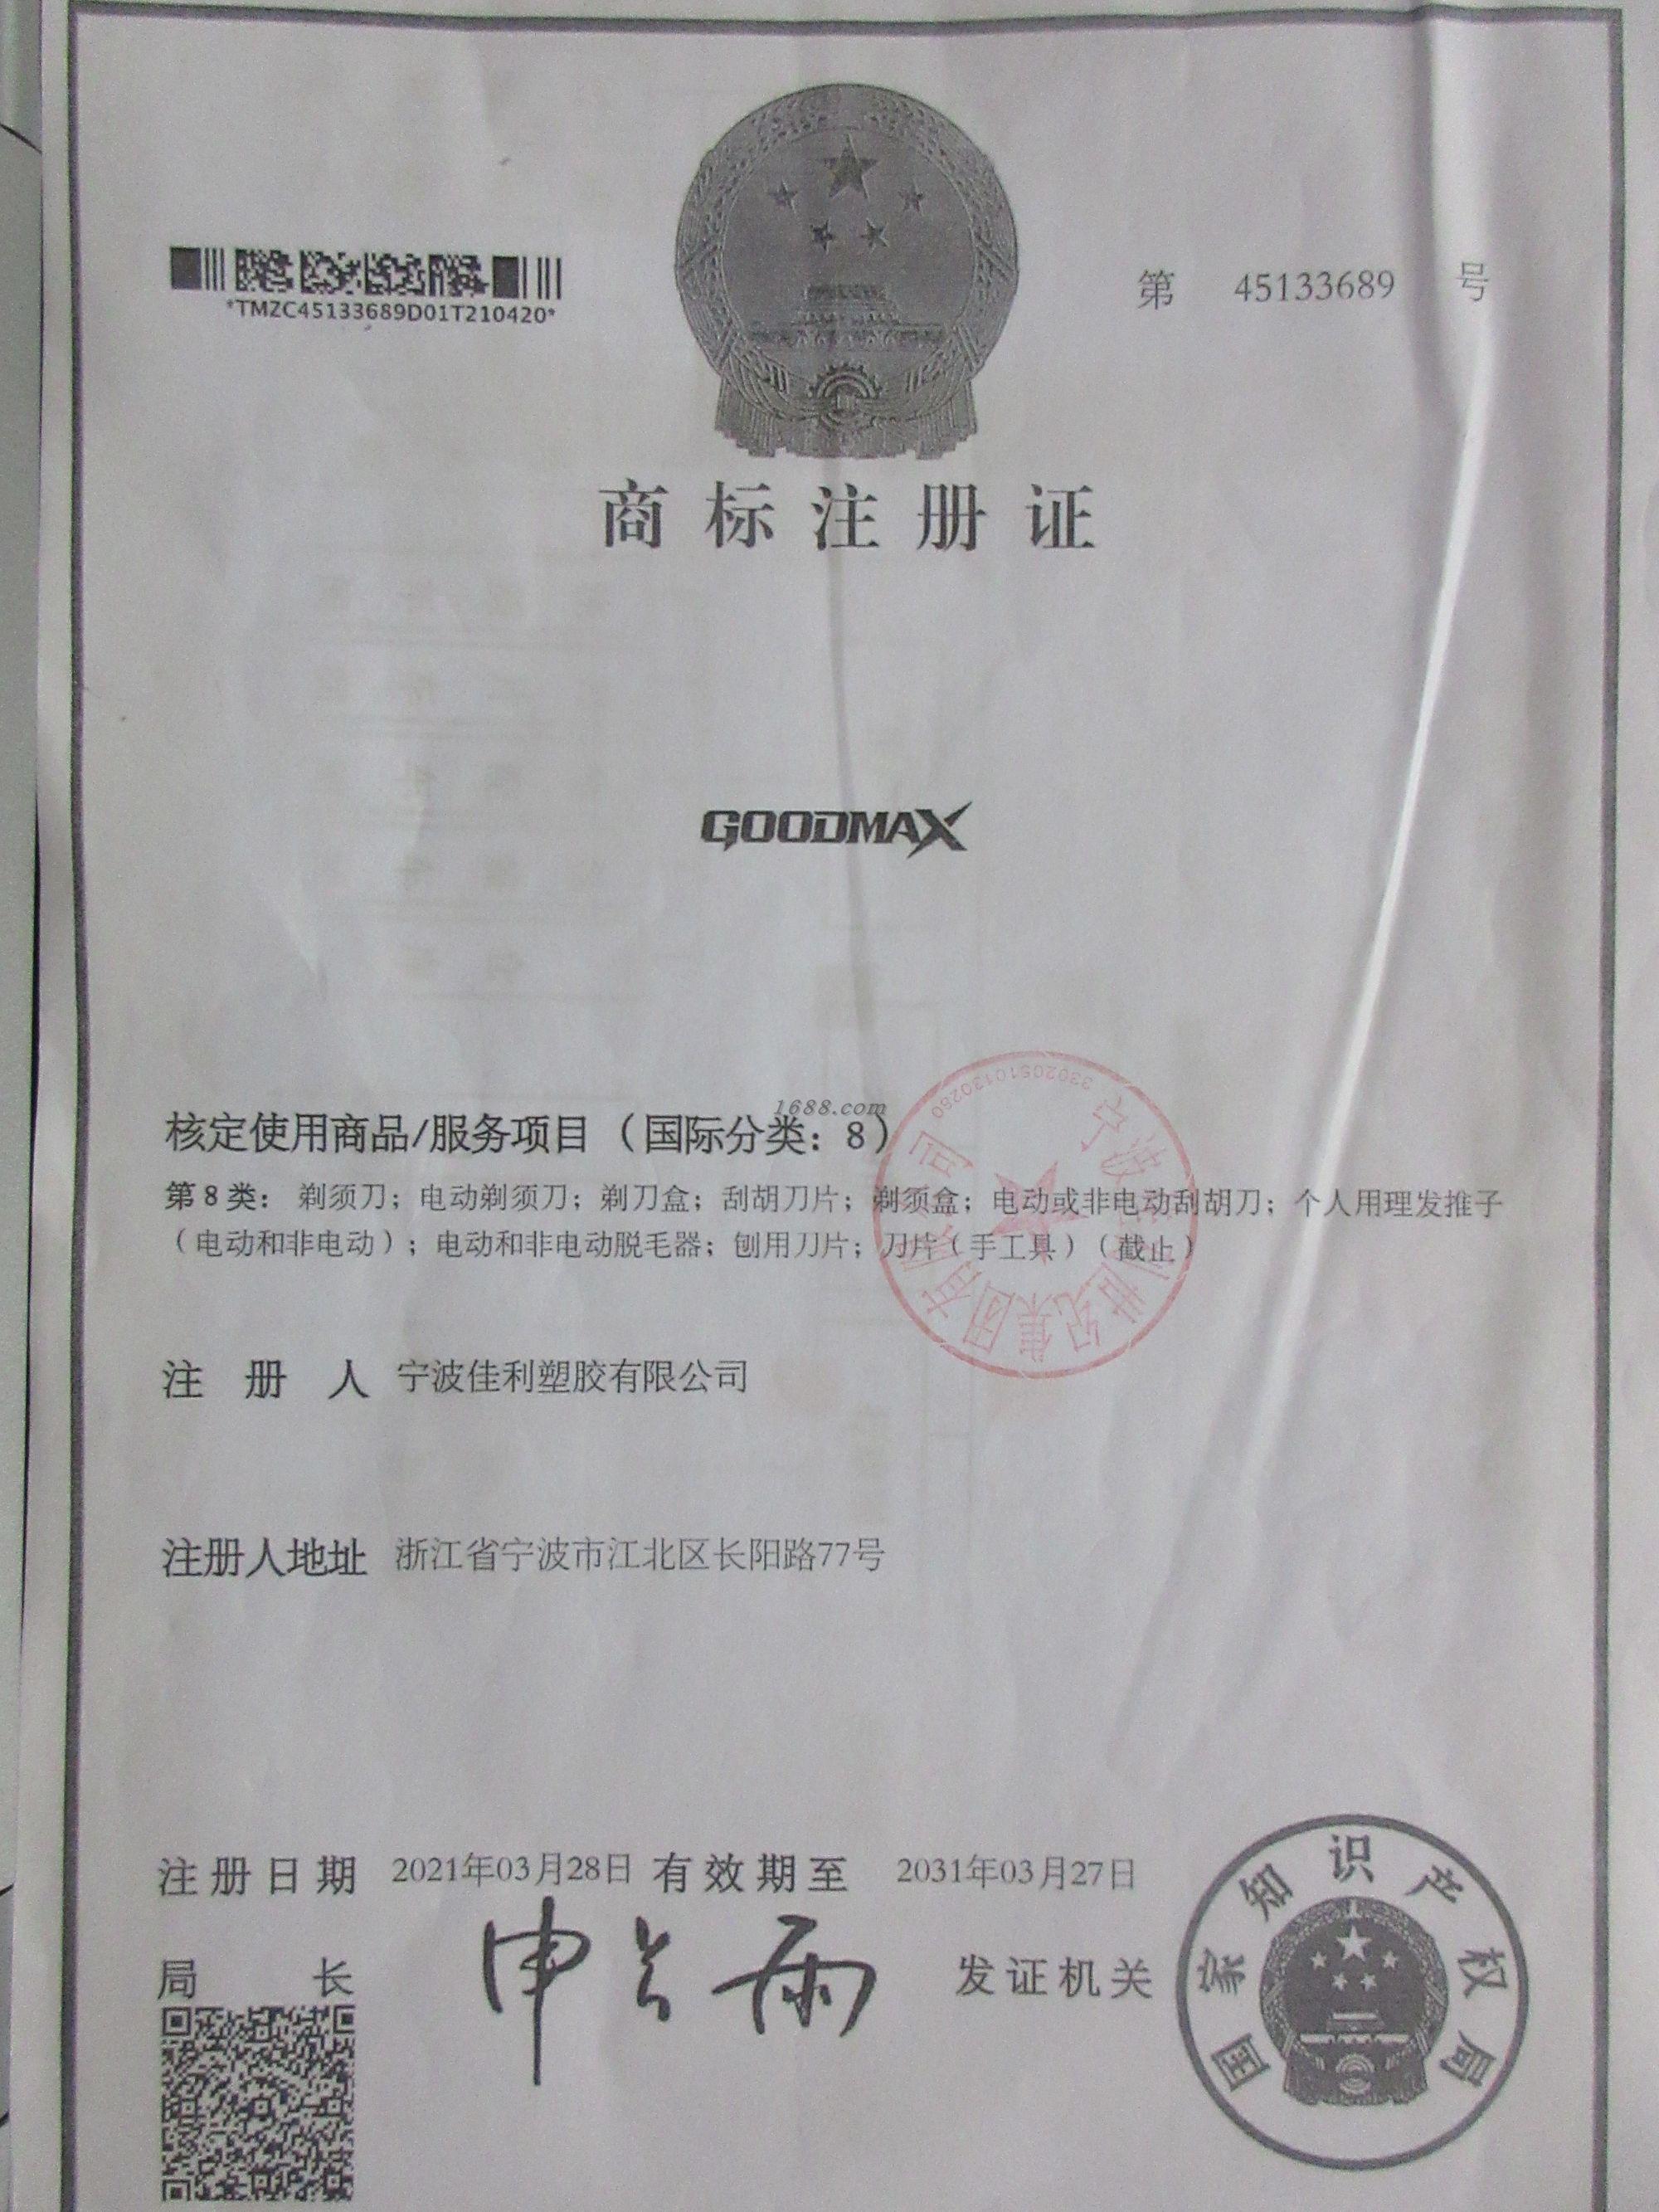 *TMZC45133689D01T210420*
第 45133689 号
商标注册证
GOODMAX
1688.com
核定使用商品/服务项目（国际分类：8）
第8类：剃须刀；电动剃须刀；剃刀盒；刮胡刀片；剃须盒；电动或非电动刮胡刀；个人用理发推子
（电动和非电动）；电动和非电动脱毛器；刨用刀片；刀片（手工具）（截止）
33020510130280
注册人 宁波佳利塑胶有限公司
注册人地址 浙江省宁波市江北区长阳路77号
注册日期 2021年03月28日 有效期至 2031年03月27日
局长 申长雨 发证机关
国家知识产权局